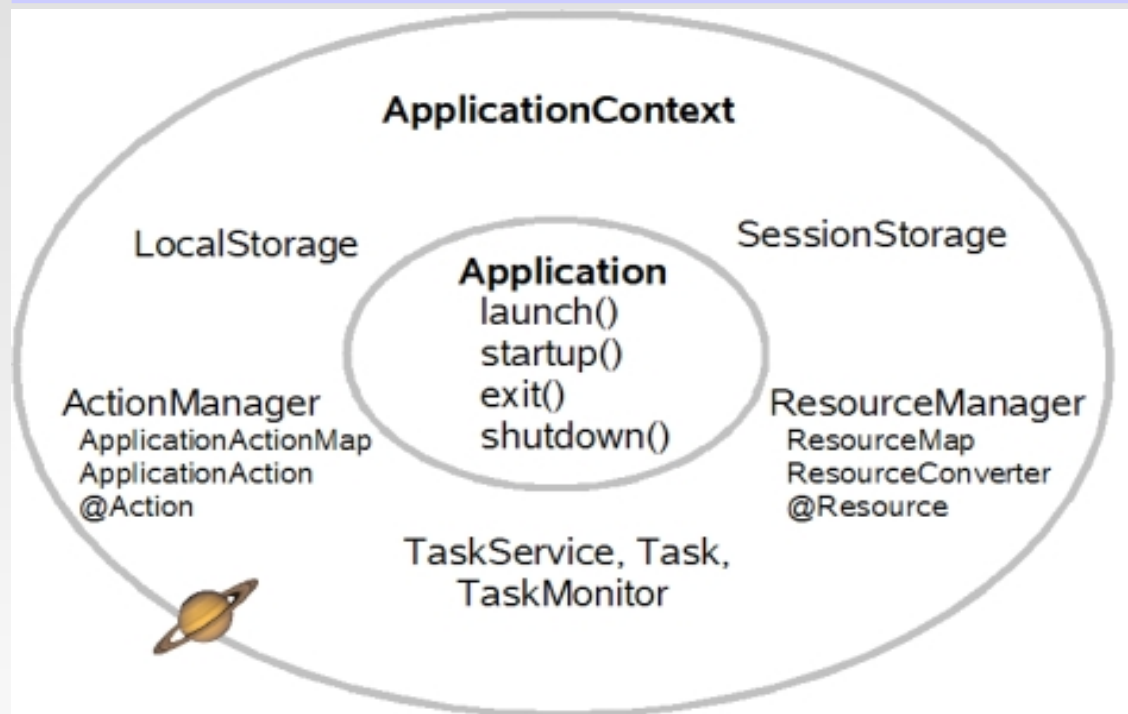 ApplicationContext
LocalStorage
SessionStorage
Application
launch()
startup()
exit()
shutdown()
ActionManager
ApplicationActionMap
ApplicationAction
@Action
ResourceManager
ResourceMap
ResourceConverter
@Resource
TaskService, Task,
TaskMonitor